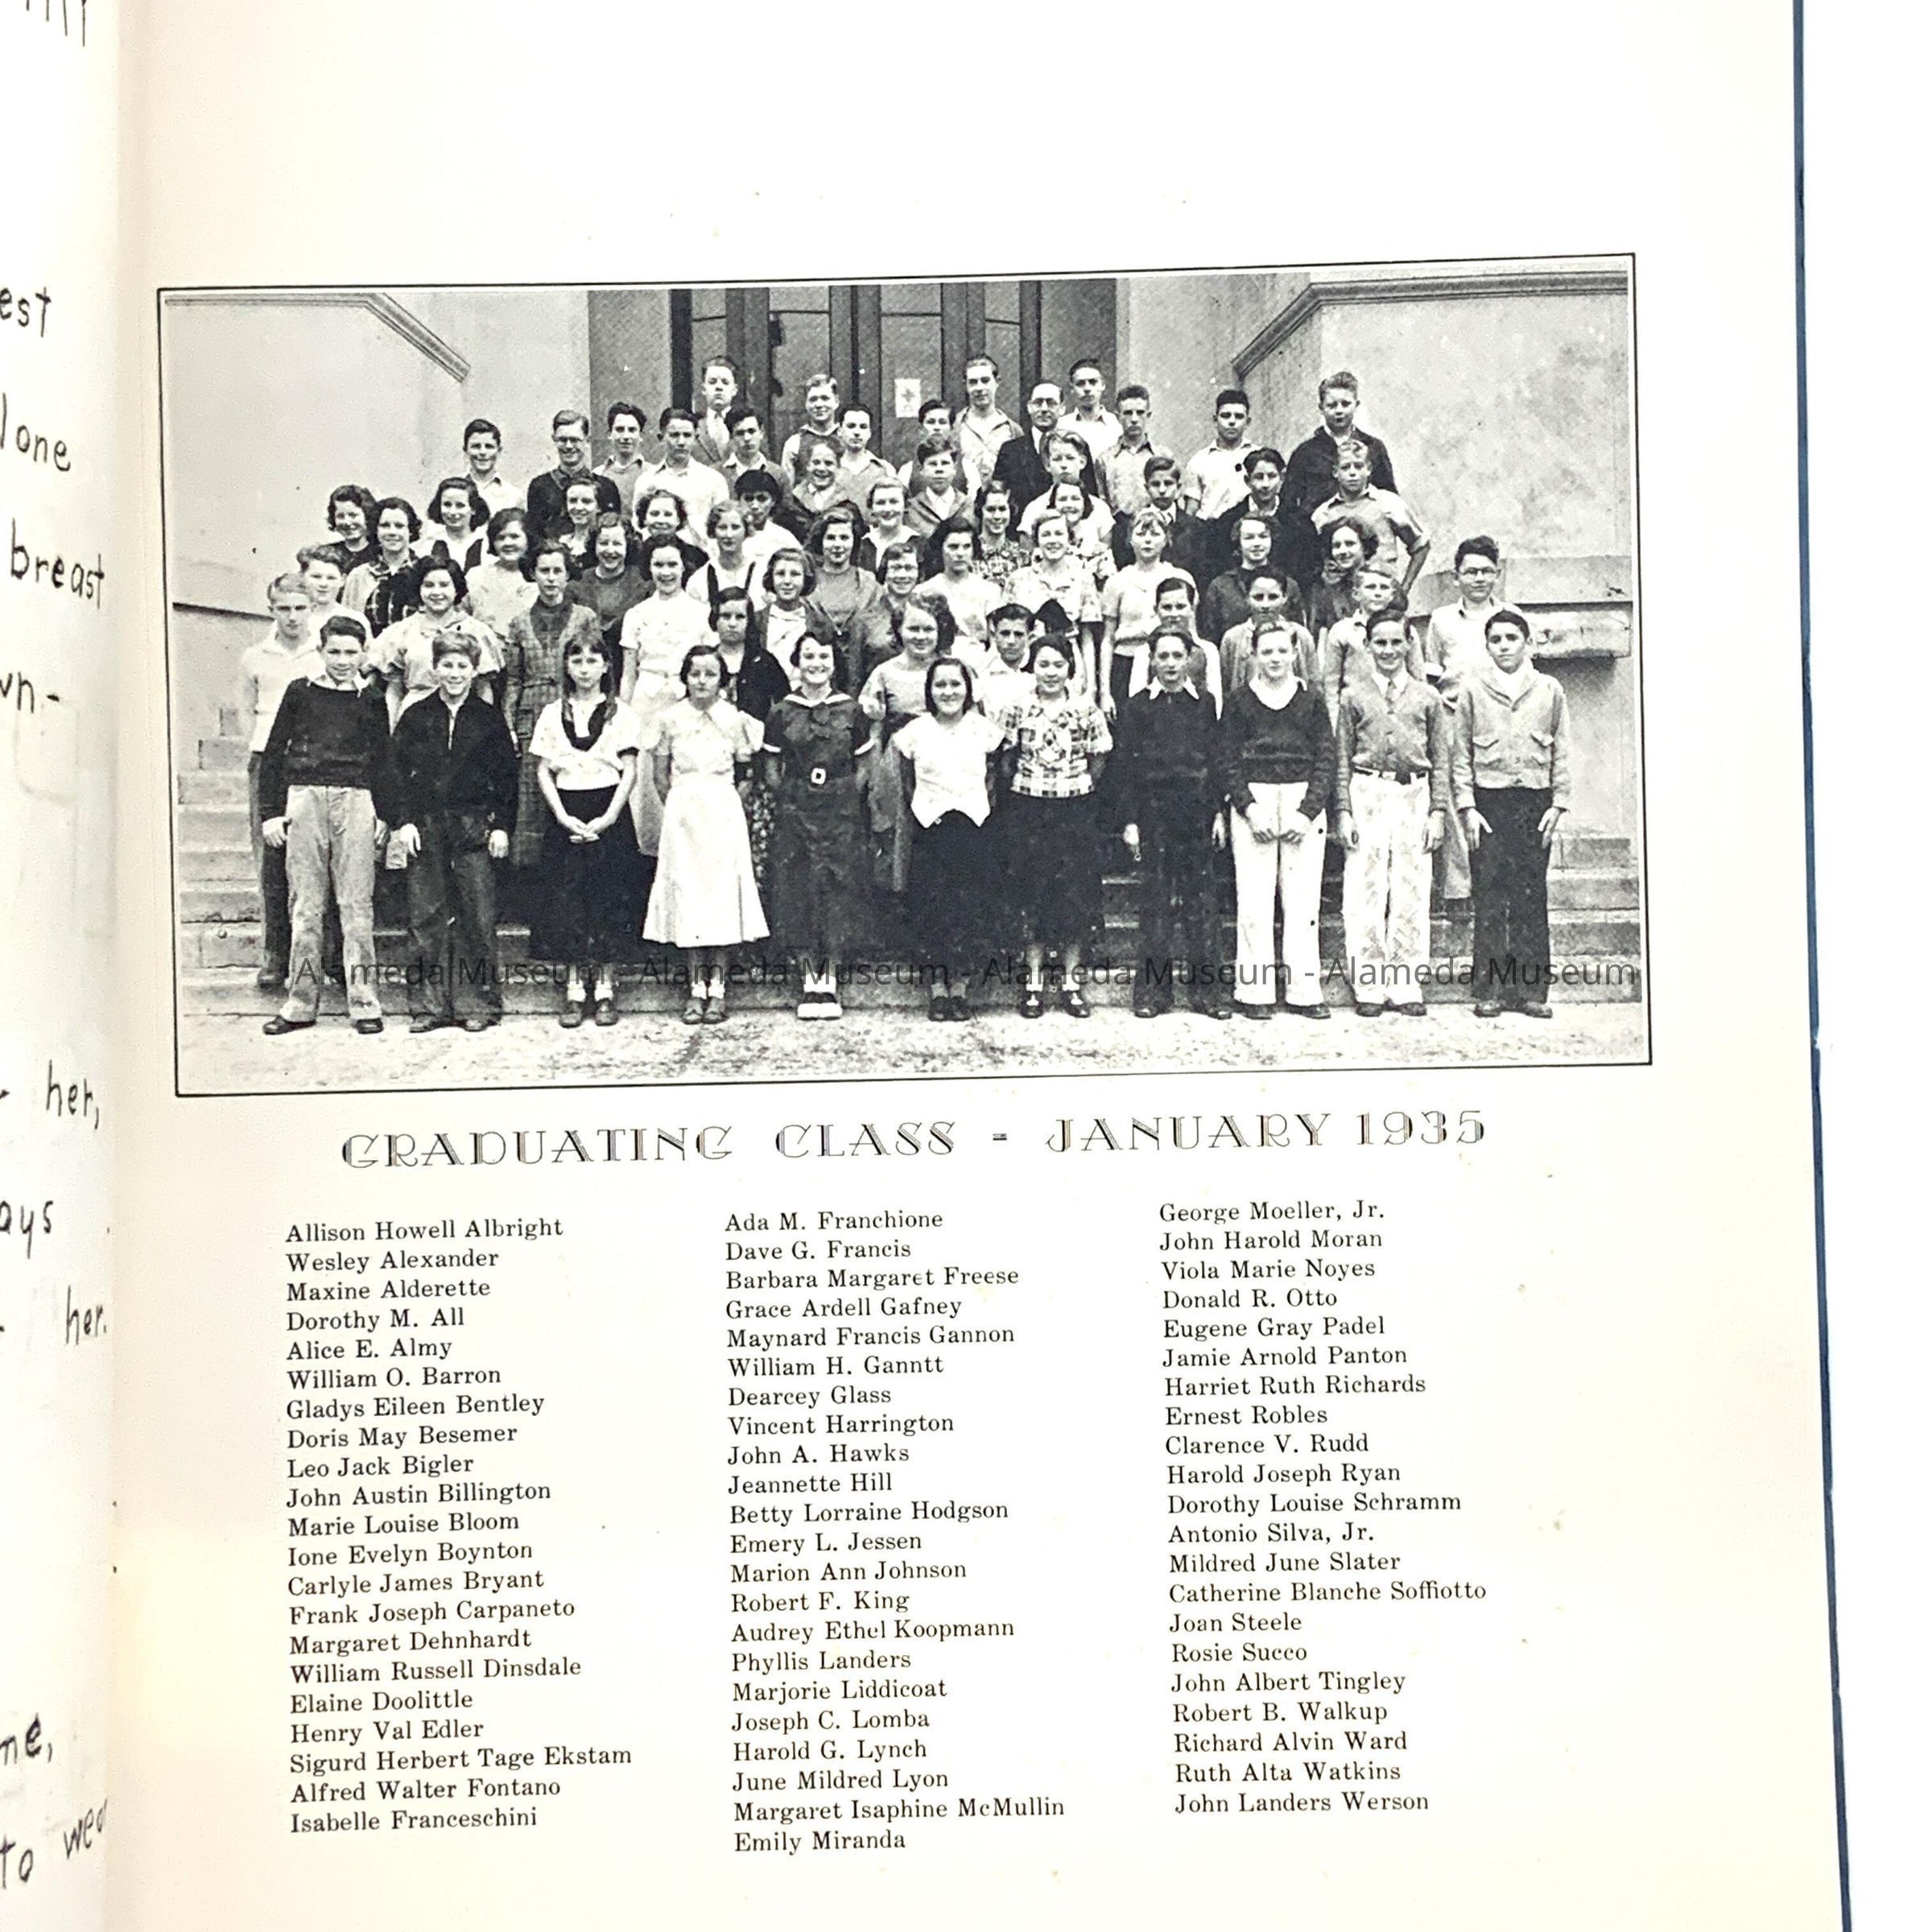 est
one
breast
wn-
her,
ays
her.
me,
to wea
Alameda Museum - Alameda Museum - Alameda Museum - Alameda Museum
GRADUATING CLASS - JANUARY 1935
Allison Howell Albright
Wesley Alexander
Maxine Alderette
Dorothy M. All
Alice E. Almy
William O. Barron
Gladys Eileen Bentley
Doris May Besemer
Leo Jack Bigler
John Austin Billington
Marie Louise Bloom
Ione Evelyn Boynton
Carlyle James Bryant
Frank Joseph Carpaneto
Margaret Dehnhardt
William Russell Dinsdale
Elaine Doolittle
Henry Val Edler
Sigurd Herbert Tage Ekstam
Alfred Walter Fontano
Isabelle Franceschini
Ada M. Franchione
Dave G. Francis
Barbara Margaret Freese
Grace Ardell Gafney
Maynard Francis Gannon
William H. Ganntt
Dearcey Glass
Vincent Harrington
John A. Hawks
Jeannette Hill
Betty Lorraine Hodgson
Emery L. Jessen
Marion Ann Johnson
Robert F. King
Audrey Ethel Koopmann
Phyllis Landers
Marjorie Liddicoat
Joseph C. Lomba
Harold G. Lynch
June Mildred Lyon
Margaret Isaphine McMullin
Emily Miranda
George Moeller, Jr.
John Harold Moran
Viola Marie Noyes
Donald R. Otto
Eugene Gray Padel
Jamie Arnold Panton
Harriet Ruth Richards
Ernest Robles
Clarence V. Rudd
Harold Joseph Ryan
Dorothy Louise Schramm
Antonio Silva, Jr.
Mildred June Slater
Catherine Blanche Soffiotto
Joan Steele
Rosie Succo
John Albert Tingley
Robert B. Walkup
Richard Alvin Ward
Ruth Alta Watkins
John Landers Werson